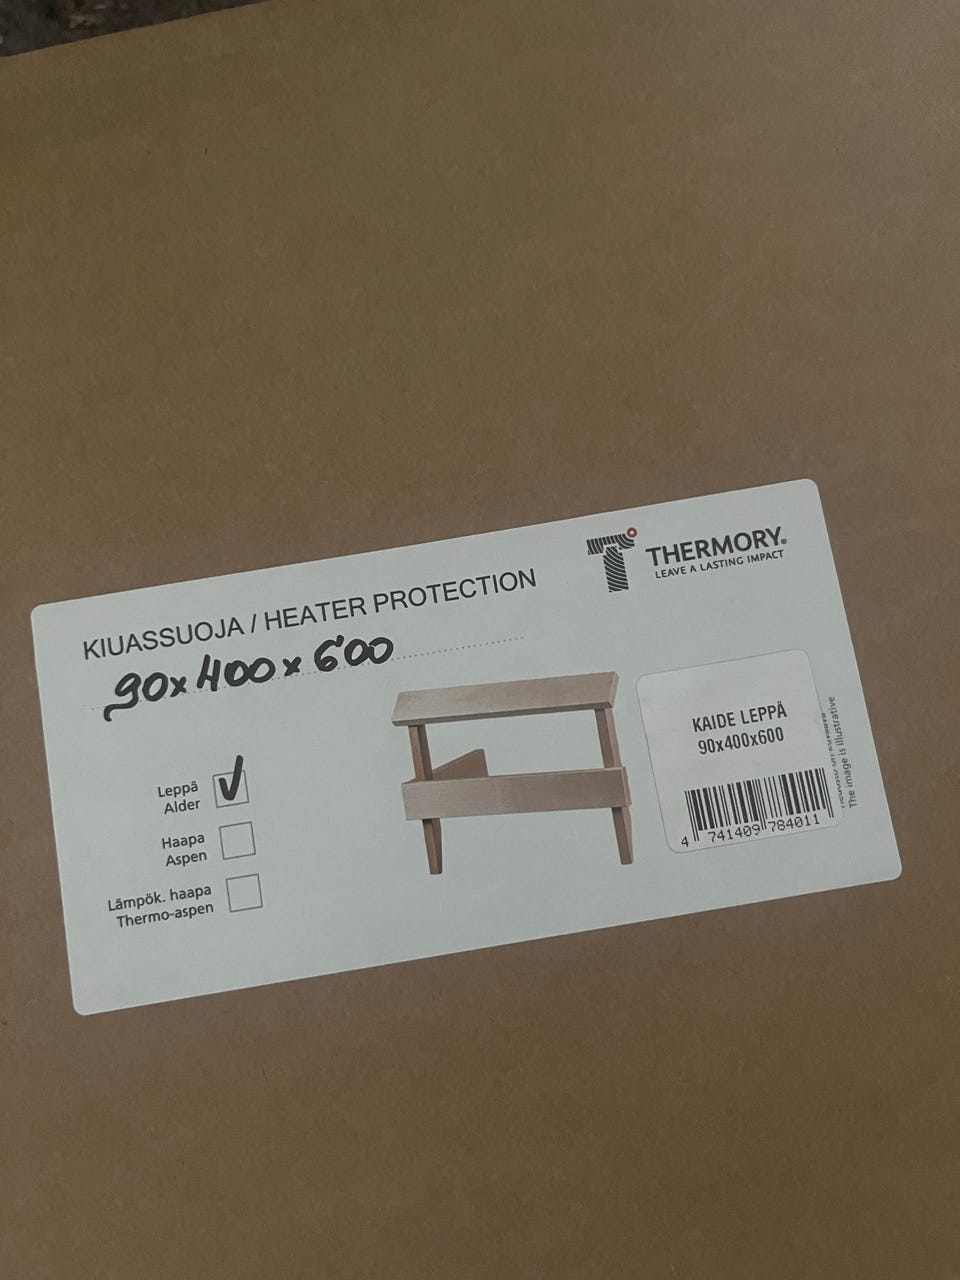 THERMORY®
LEAVE A LASTING IMPACT
KIUASSUOJA / HEATER PROTECTION
90x400x600
Leppä
Alder
Haapa
Aspen
Lämpök. haapa
Thermo-aspen
KAIDE LEPPÄ
90x400x600
4 741409 784011
The image is illustrative